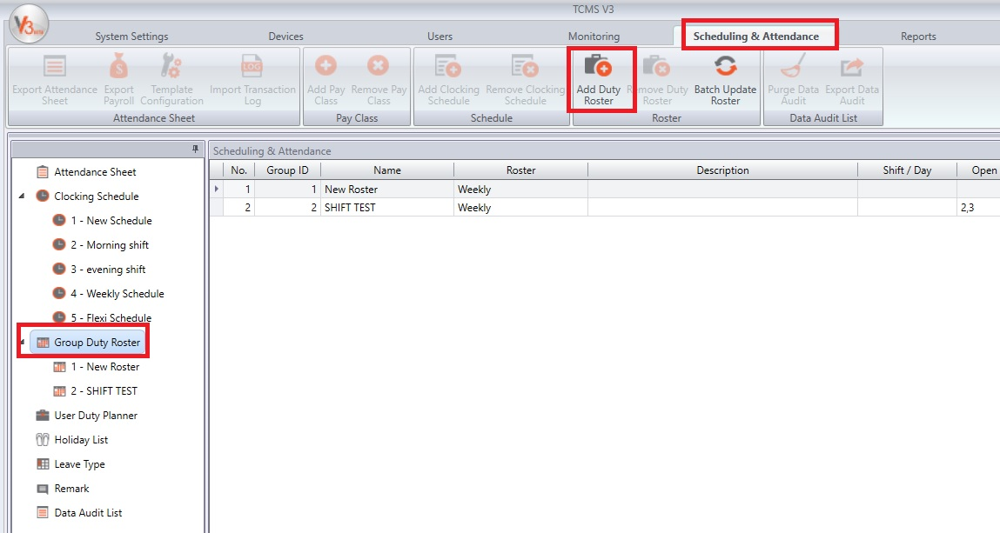 TCMS V3
V3
System Settings Devices Users Monitoring Scheduling & Attendance Reports
Export Attendance Export Template Import Transaction Add Pay Remove Pay Add Clocking Remove Clocking Add Duty move Duty Batch Update Purge Data Export Data
Sheet Payroll Configuration Log Class Class Schedule Schedule Roster Roster Roster Audit Audit
Attendance Sheet Pay Class Schedule Roster Data Audit List
Scheduling & Attendance
No. Group ID Name Roster Description Shift / Day Open
1 1 New Roster Weekly
2 2 SHIFT TEST Weekly 2,3
Attendance Sheet
Clocking Schedule
1 - New Schedule
2 - Morning shift
3 - evening shift
4 - Weekly Schedule
5 - Flexi Schedule
Group Duty Roster
1 - New Roster
2 - SHIFT TEST
User Duty Planner
Holiday List
Leave Type
Remark
Data Audit List